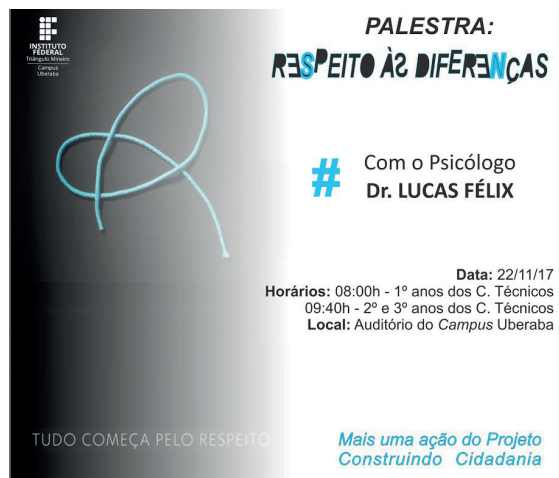 INSTITUTO
FEDERAL
Triângulo Mineiro
Campus
Uberaba
PALESTRA:
RESPEITO ÀS DIFERENÇAS
# Com o Psicólogo
Dr. LUCAS FÉLIX
Data: 22/11/17
Horários: 08:00h - 1º anos dos C. Técnicos
09:40h - 2º e 3º anos dos C. Técnicos
Local: Auditório do Campus Uberaba
TUDO COMEÇA PELO RESPEITO
Mais uma ação do Projeto
Construindo Cidadania